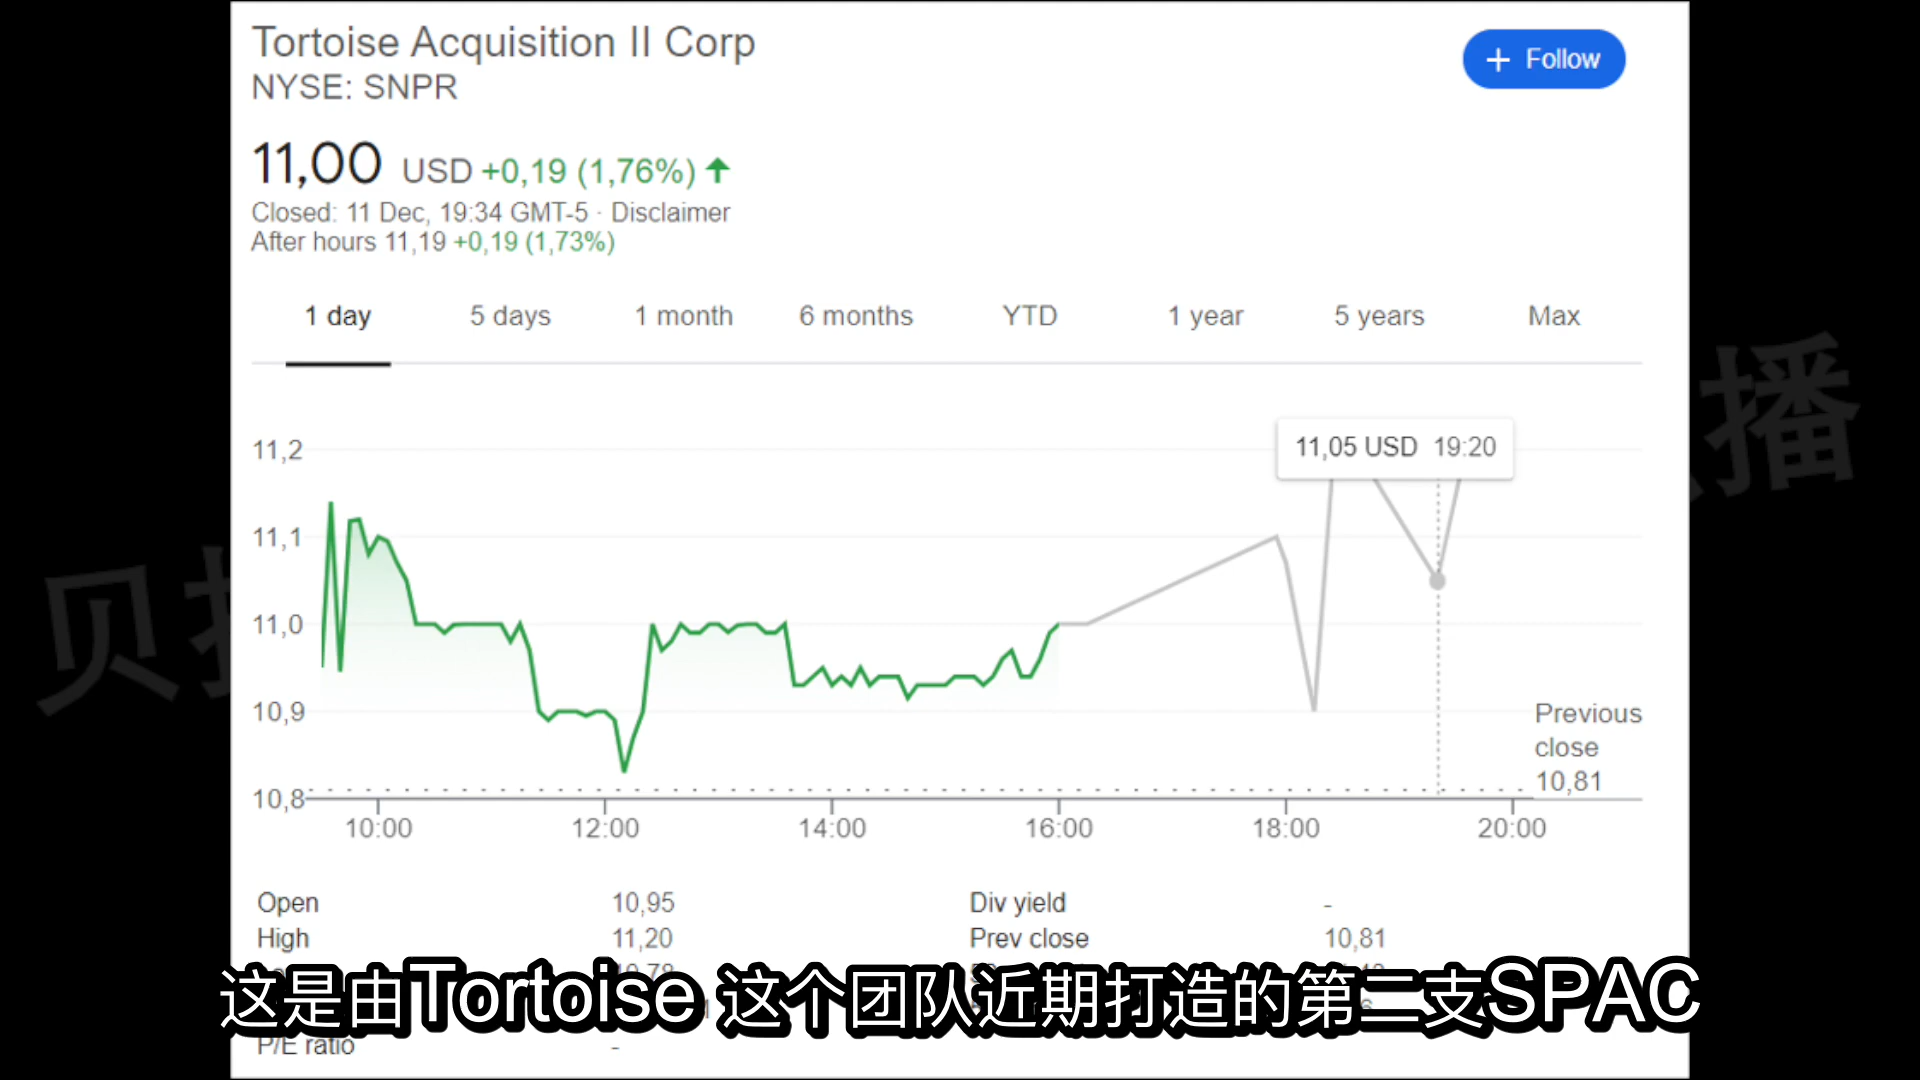 Tortoise Acquisition II Corp
NYSE: SNPR
+ Follow
11,00 USD +0,19 (1,76%)
Closed: 11 Dec, 19:34 GMT-5 · Disclaimer
After hours 11,19 +0,19 (1,73%)
1 day 5 days 1 month 6 months YTD 1 year 5 years Max
11,05 USD 19:20
11,2
11,1
11,0
10,9
10,8
Previous
close
10,81
10:00 12:00 14:00 16:00 18:00 20:00
Open 10,95 Div yield -
High 11,20 Prev close 10,81
这是由Tortoise 这个团队近期打造的第二支SPAC
P/E ratio -
贝
播